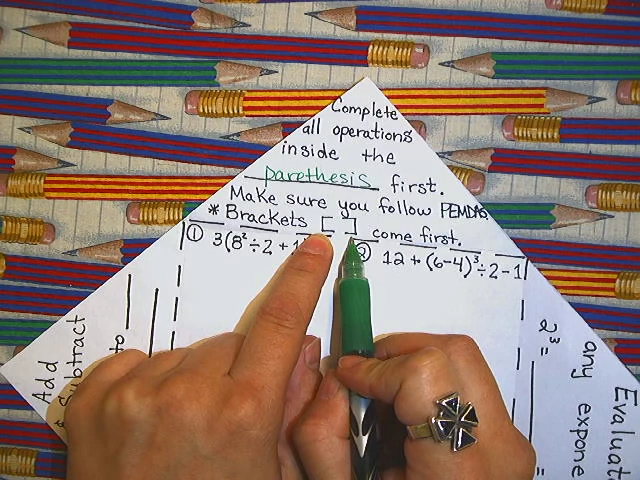 Complete
all operations
inside the
parethesis first.
Make sure you follow PEMDAS.
* Brackets [ ] come first.
① 3(8² ÷ 2 + 1
② 12 + (6-4)³ ÷ 2 - 1
Add
& Subtract
Evaluate
any expone
2³ =